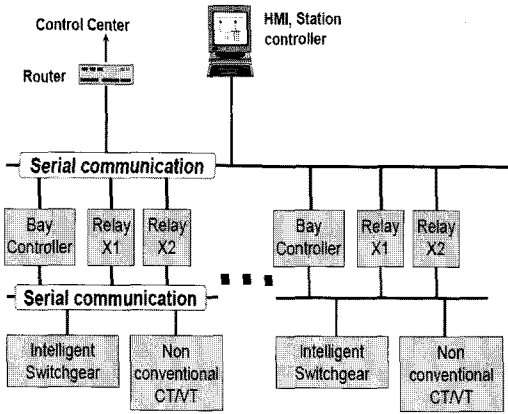 Control Center
HMI, Station
controller
Router
Serial communication
Bay
Controller
Relay
X1
Relay
X2
Bay
Controller
Relay
X1
Relay
X2
Serial communication
Intelligent
Switchgear
Non
conventional
CT/VT
Intelligent
Switchgear
Non
conventional
CT/VT